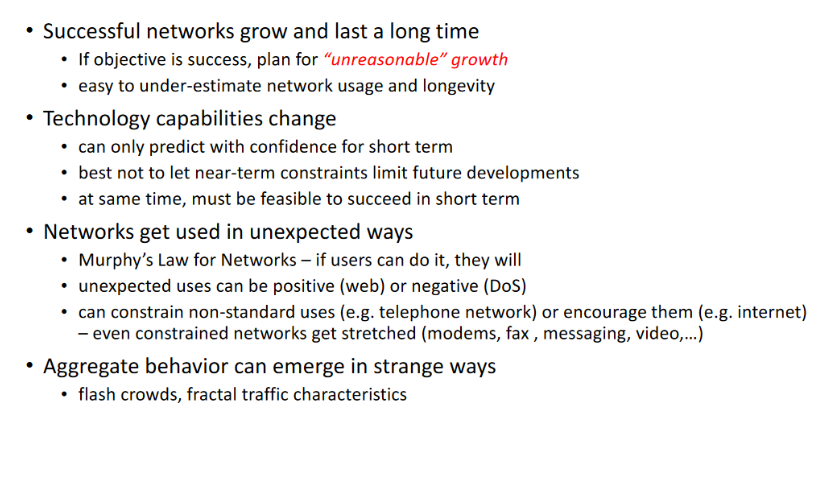 • Successful networks grow and last a long time
• If objective is success, plan for “unreasonable” growth
• easy to under-estimate network usage and longevity
• Technology capabilities change
• can only predict with confidence for short term
• best not to let near-term constraints limit future developments
• at same time, must be feasible to succeed in short term
• Networks get used in unexpected ways
• Murphy’s Law for Networks – if users can do it, they will
• unexpected uses can be positive (web) or negative (DoS)
• can constrain non-standard uses (e.g. telephone network) or encourage them (e.g. internet)
– even constrained networks get stretched (modems, fax , messaging, video,…)
• Aggregate behavior can emerge in strange ways
• flash crowds, fractal traffic characteristics